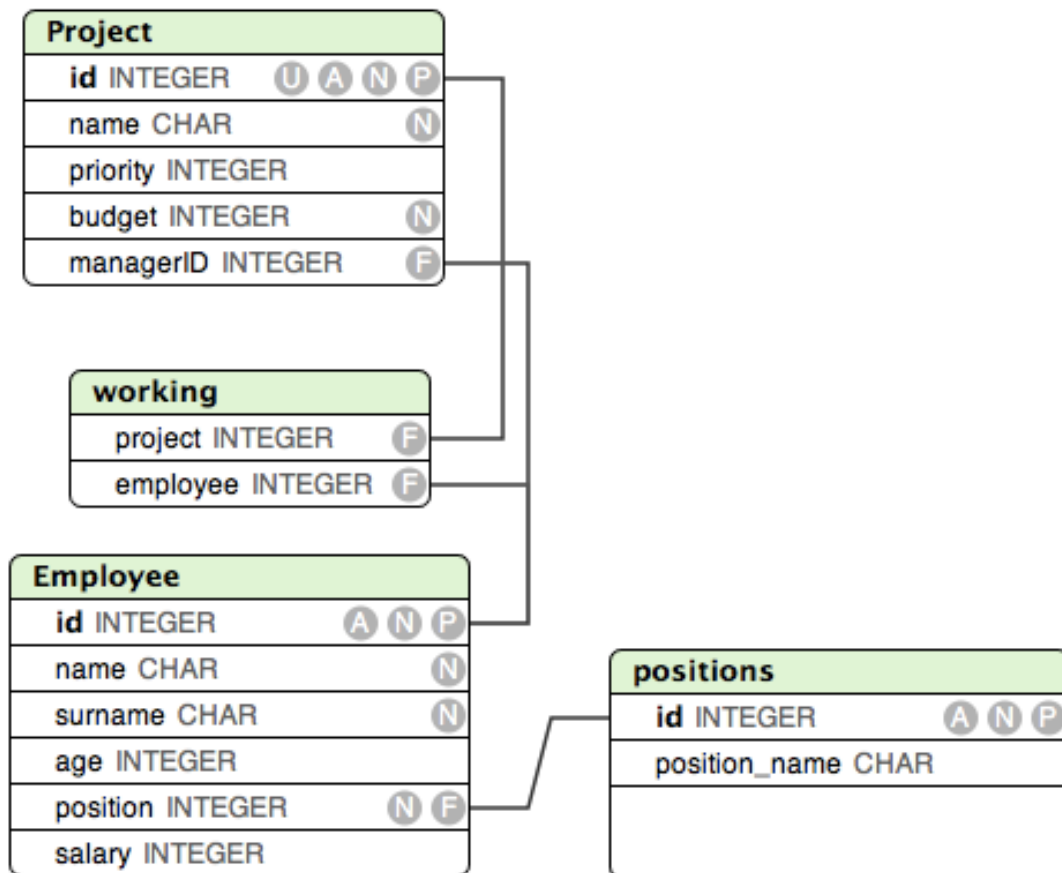 Project
id INTEGER U A N P
name CHAR N
priority INTEGER
budget INTEGER N
managerID INTEGER F
working
project INTEGER F
employee INTEGER F
Employee
id INTEGER A N P
name CHAR N
surname CHAR N
age INTEGER
position INTEGER N F
salary INTEGER
positions
id INTEGER A N P
position_name CHAR